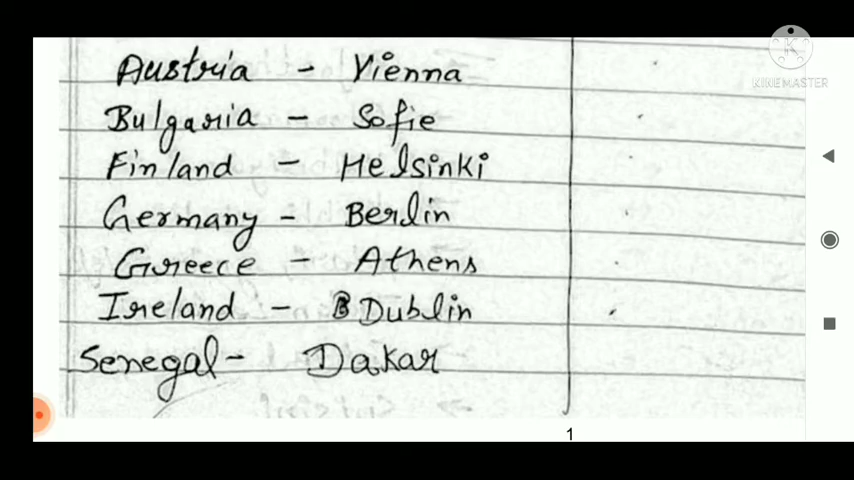 KINEMASTER
Austria - Vienna
Bulgaria - Sofie
Finland - Helsinki
Germany - Berlin
Greece - Athens
Ireland - Dublin
Senegal - Dakar
1